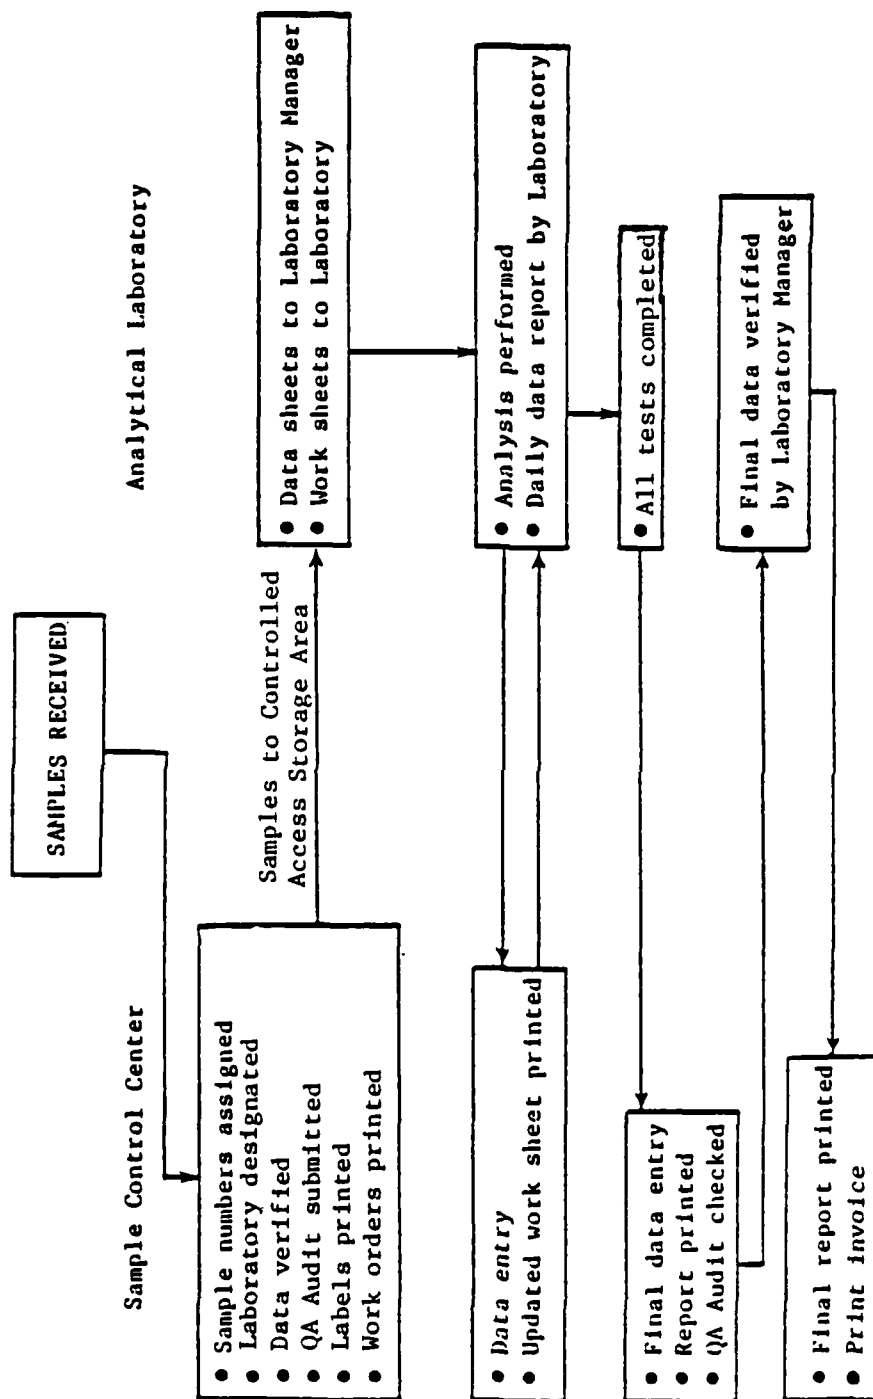 SAMPLES RECEIVED
Sample Control Center
Analytical Laboratory
● Sample numbers assigned
● Laboratory designated
● Data verified
● QA Audit submitted
● Labels printed
● Work orders printed
Samples to Controlled
Access Storage Area
● Data sheets to Laboratory Manager
● Work sheets to Laboratory
● Data entry
● Updated work sheet printed
● Analysis performed
● Daily data report by Laboratory
● All tests completed
● Final data entry
● Report printed
● QA Audit checked
● Final data verified
by Laboratory Manager
● Final report printed
● Print invoice